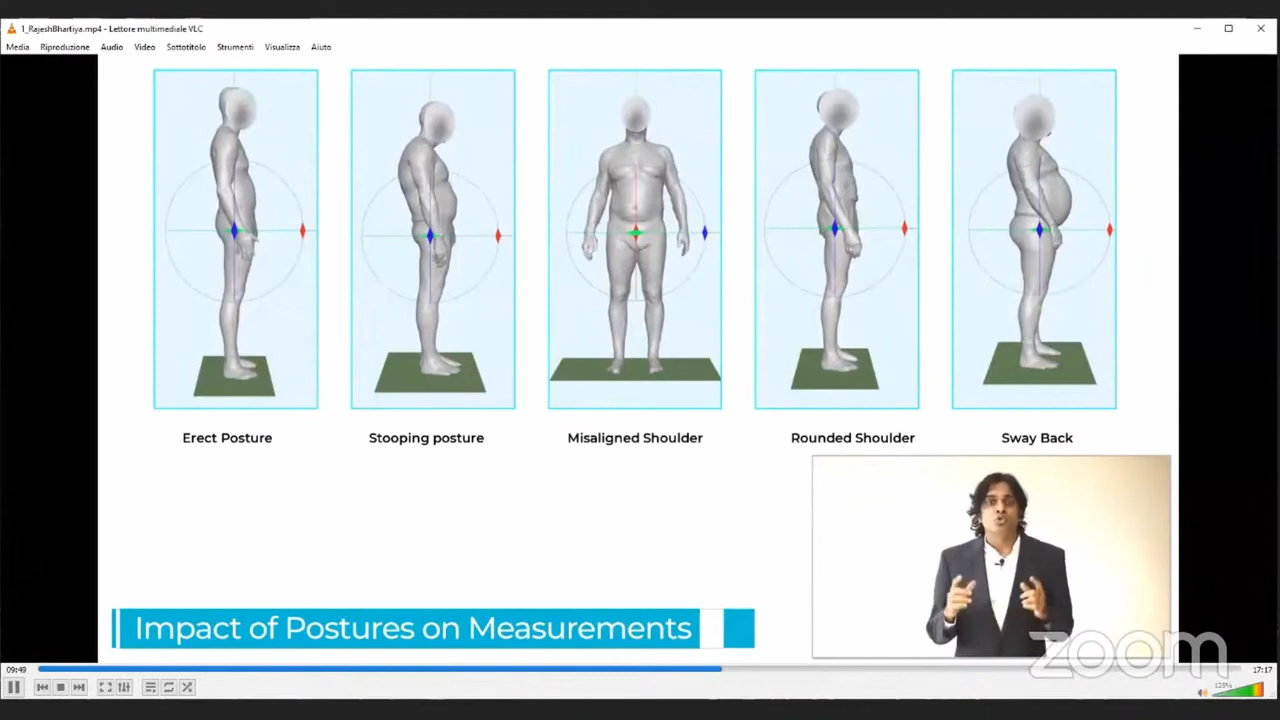 1_RajeshBhartiya.mp4 - Lettore multimediale VLC
Media Riproduzione Audio Video Sottotitolo Strumenti Visualizza Aiuto
Erect Posture
Stooping posture
Misaligned Shoulder
Rounded Shoulder
Sway Back
Impact of Postures on Measurements
zoom
09:49
17:17
125%